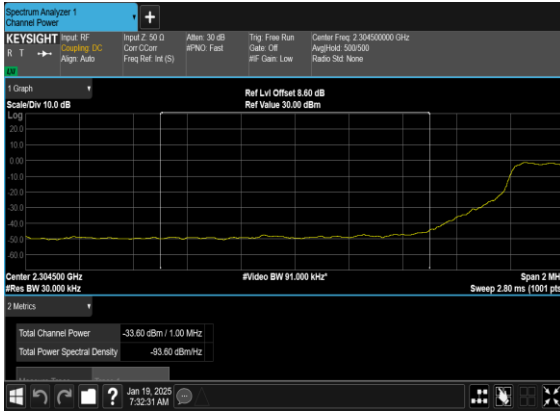 Spectrum Analyzer 1
Channel Power
+
KEYSIGHT
R T
Input: RF
Coupling: DC
Align: Auto
Input Z: 50 Ω
Corr CCorr
Freq Ref: Int (S)
Atten: 30 dB
#PNO: Fast
Trig: Free Run
Gate: Off
#IF Gain: Low
Center Freq: 2.304500000 GHz
Avg|Hold: 500/500
Radio Std: None
1 Graph
Scale/Div 10.0 dB
Ref Lvl Offset 8.60 dB
Ref Value 30.00 dBm
Log
20.0
10.0
0.00
-10.0
-20.0
-30.0
-40.0
-50.0
-60.0
Center 2.304500 GHz
#Res BW 30.000 kHz
#Video BW 91.000 kHz*
Span 2 MH
Sweep 2.80 ms (1001 pts
2 Metrics
Total Channel Power -33.60 dBm / 1.00 MHz
Total Power Spectral Density -93.60 dBm/Hz
?
Jan 19, 2025
7:32:31 AM